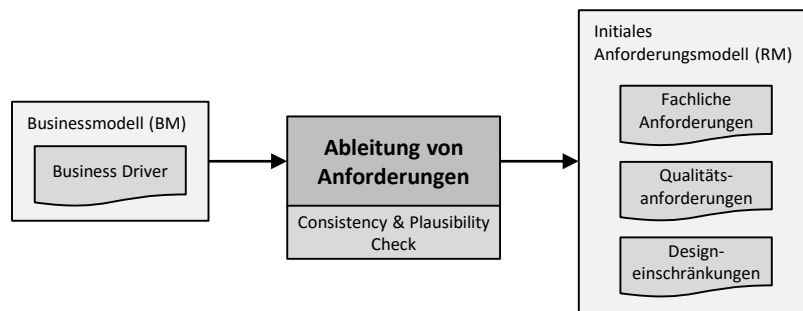 Businessmodell (BM)
Business Driver
Ableitung von
Anforderungen
Consistency & Plausibility
Check
Initiales
Anforderungsmodell (RM)
Fachliche
Anforderungen
Qualitäts-
anforderungen
Design-
einschränkungen